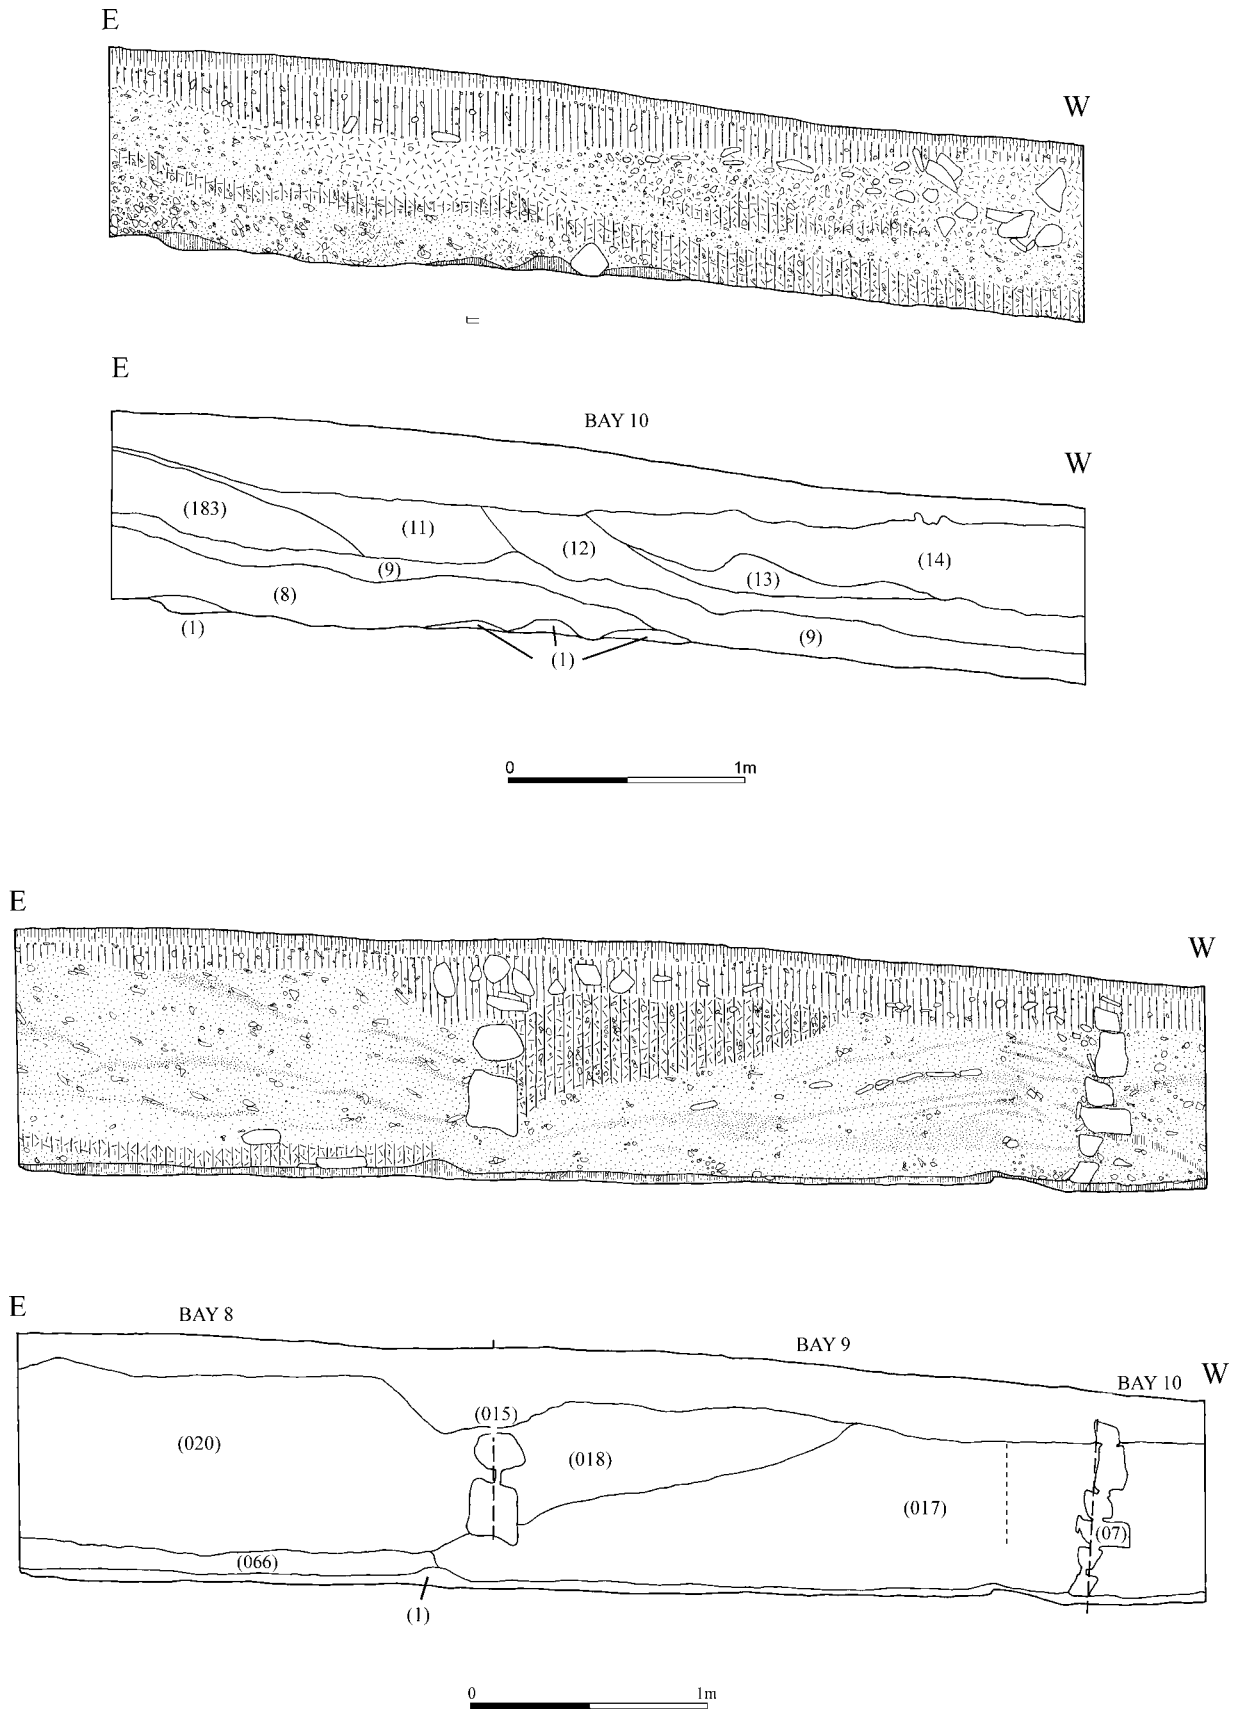 E
W
E
BAY 10
W
(183)
(11)
(12)
(14)
(9)
(13)
(8)
(1)
(9)
(1)
0 1m
E
W
E
BAY 8
BAY 9
W
BAY 10
(015)
(020)
(018)
(017)
(07)
(066)
(1)
0 1m